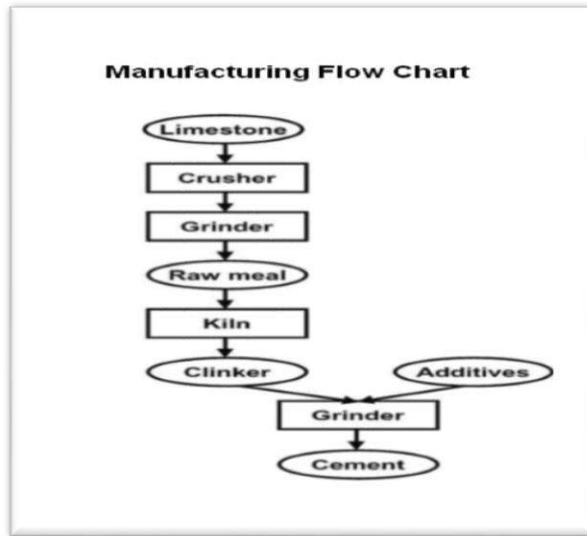 Manufacturing Flow Chart
Limestone
Crusher
Grinder
Raw meal
Kiln
Clinker
Additives
Grinder
Cement